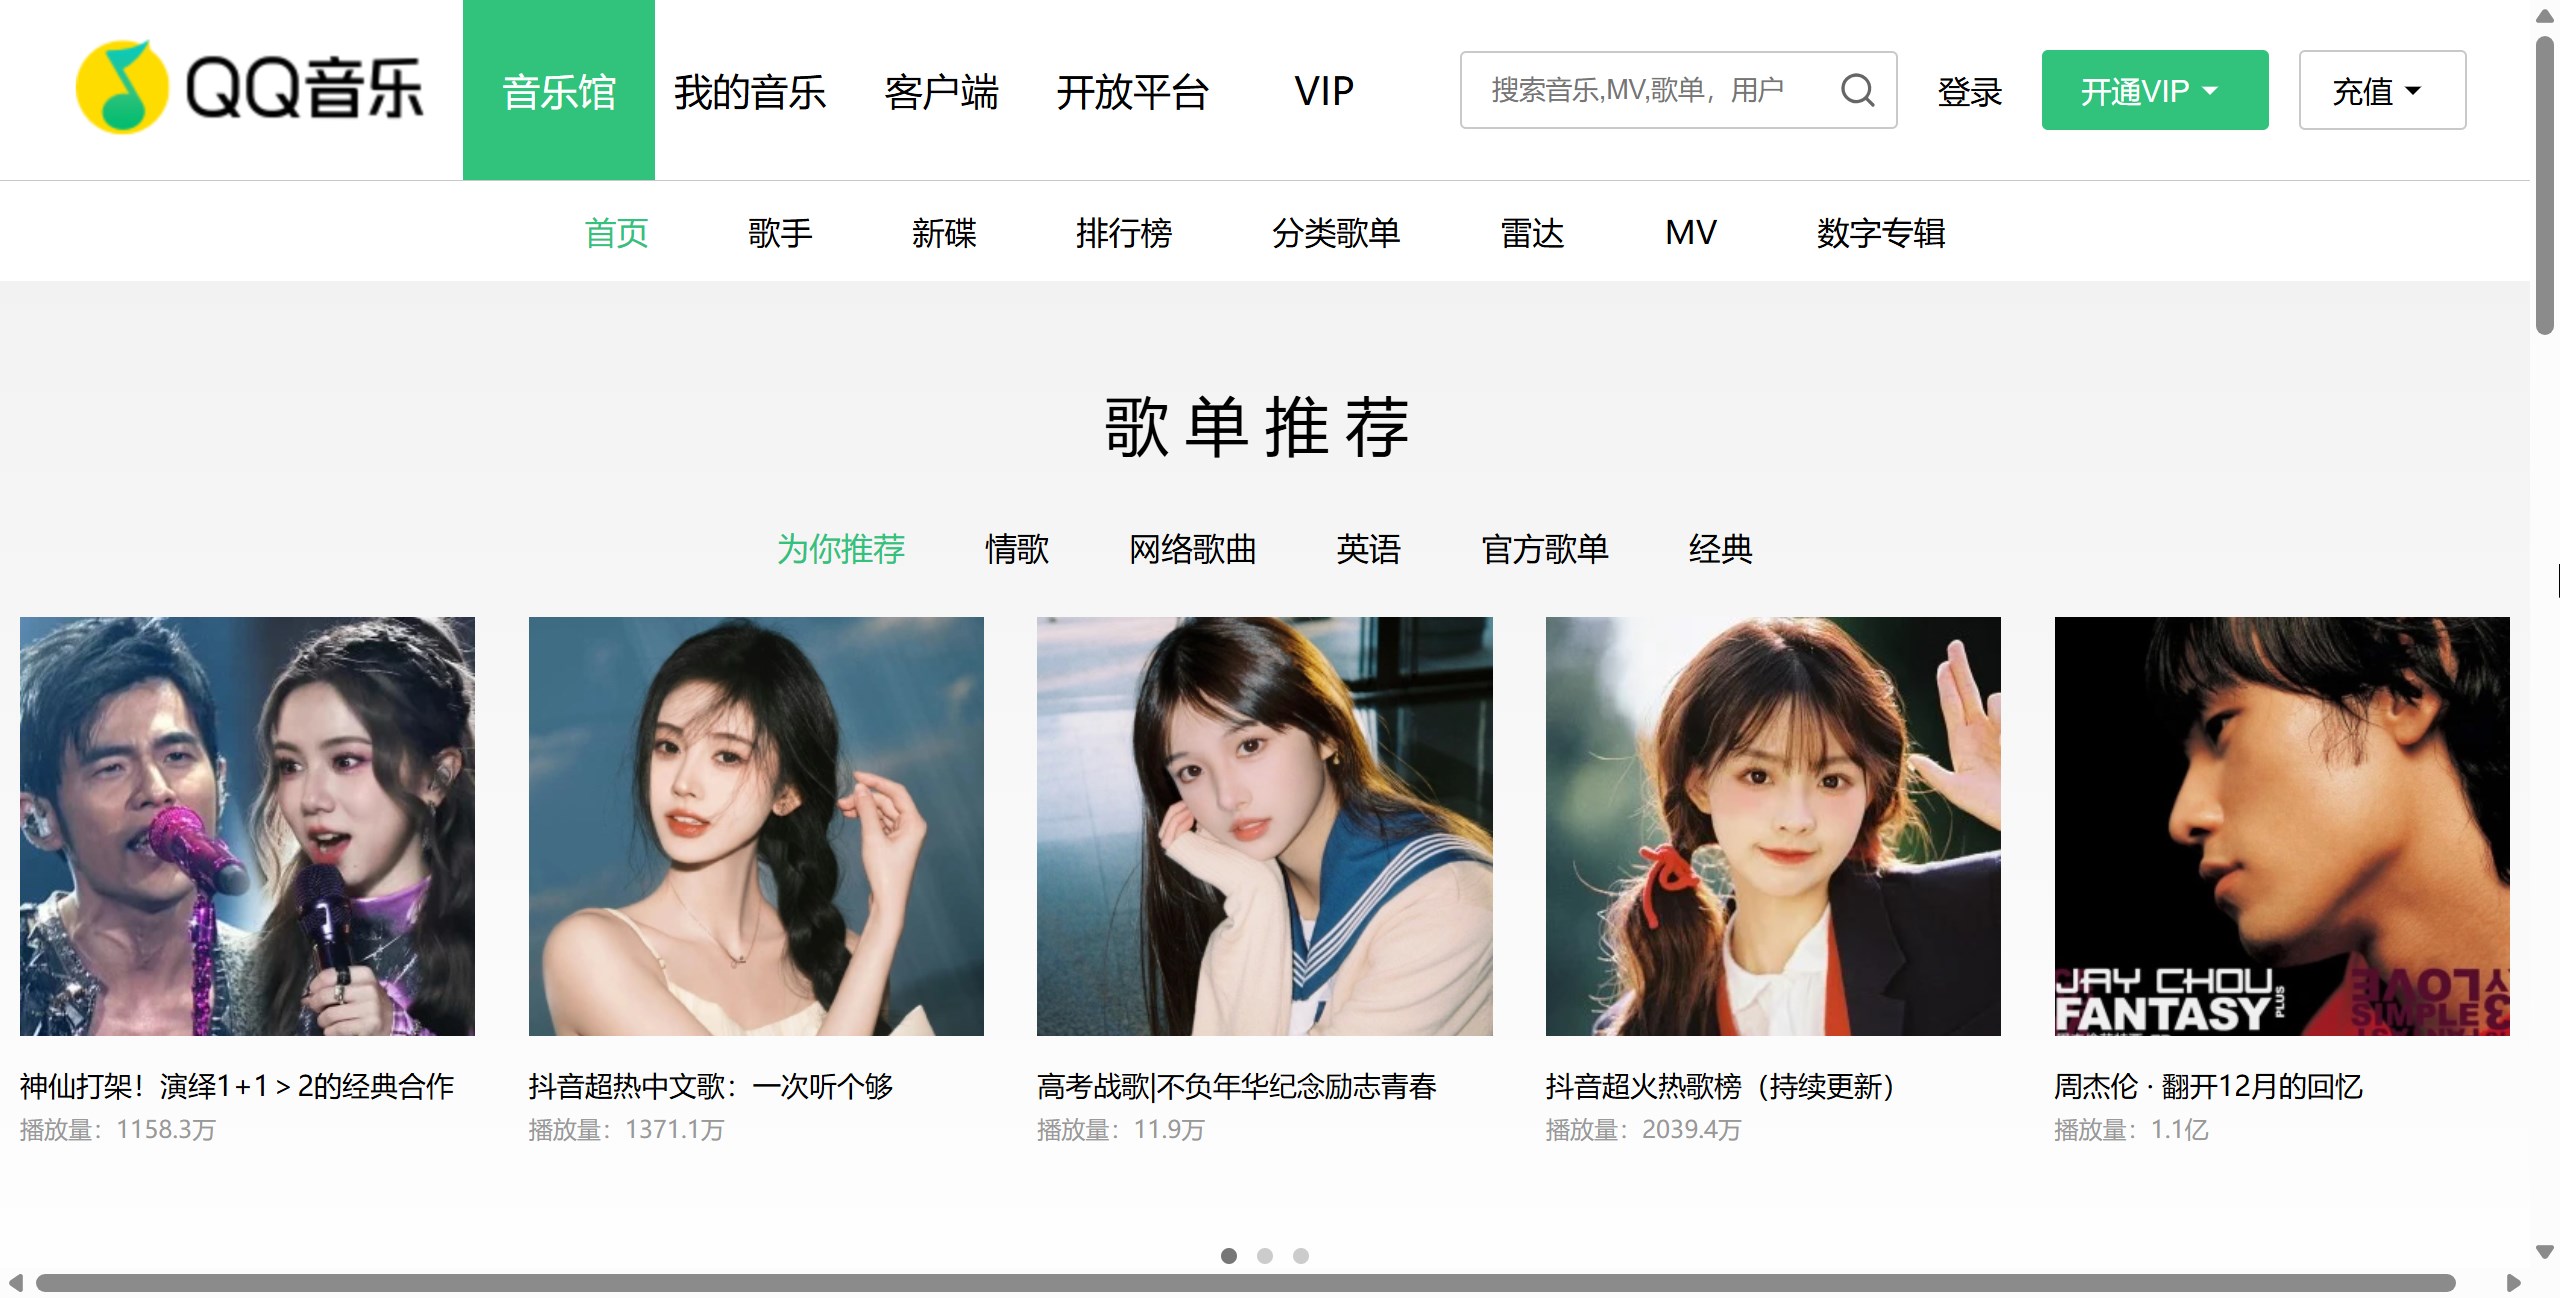 QQ音乐
音乐馆 我的音乐 客户端 开放平台 VIP 搜索音乐,MV,歌单，用户 登录 开通VIP 充值
首页 歌手 新碟 排行榜 分类歌单 雷达 MV 数字专辑
歌单推荐
为你推荐 情歌 网络歌曲 英语 官方歌单 经典
JAY CHOU
FANTASY PLUS
SIMPLE
神仙打架！演绎1+1＞2的经典合作
播放量：1158.3万
抖音超热中文歌：一次听个够
播放量：1371.1万
高考战歌|不负年华纪念励志青春
播放量：11.9万
抖音超火热歌榜（持续更新）
播放量：2039.4万
周杰伦 · 翻开12月的回忆
播放量：1.1亿